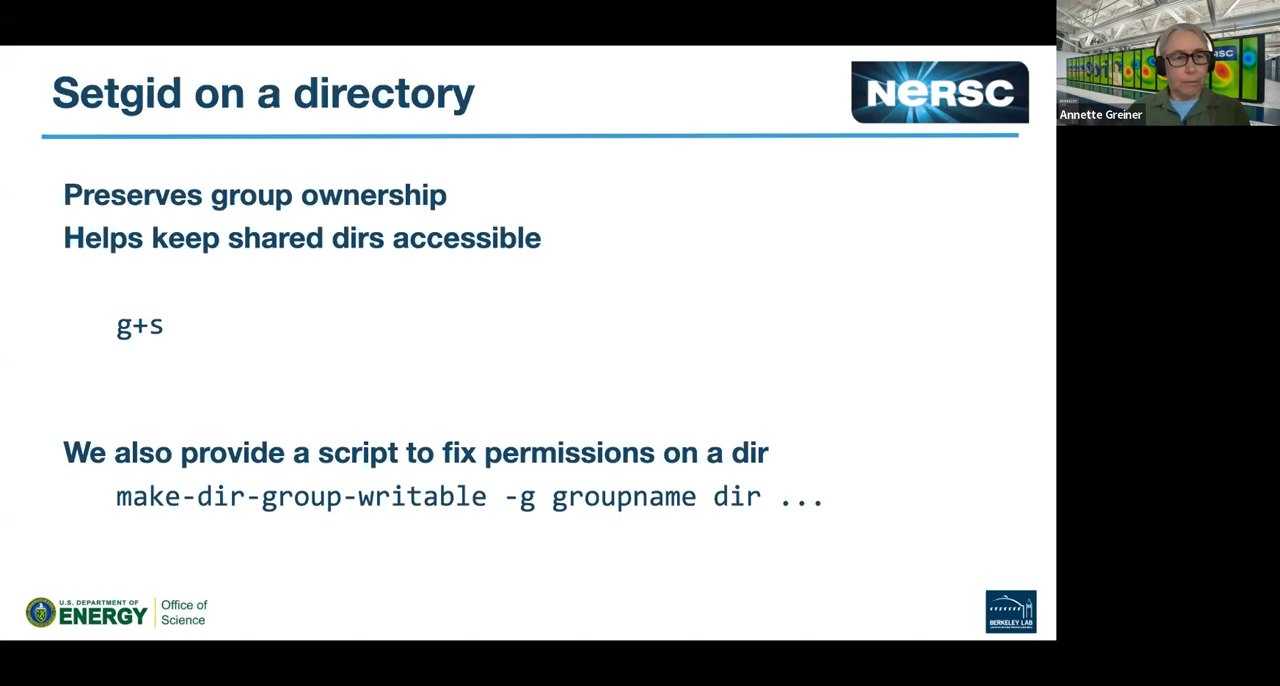 Setgid on a directory
NERSC
Preserves group ownership
Helps keep shared dirs accessible
g+s
We also provide a script to fix permissions on a dir
make-dir-group-writable -g groupname dir ...
U.S. DEPARTMENT OF
ENERGY
Office of
Science
BERKELEY LAB
Annette Greiner